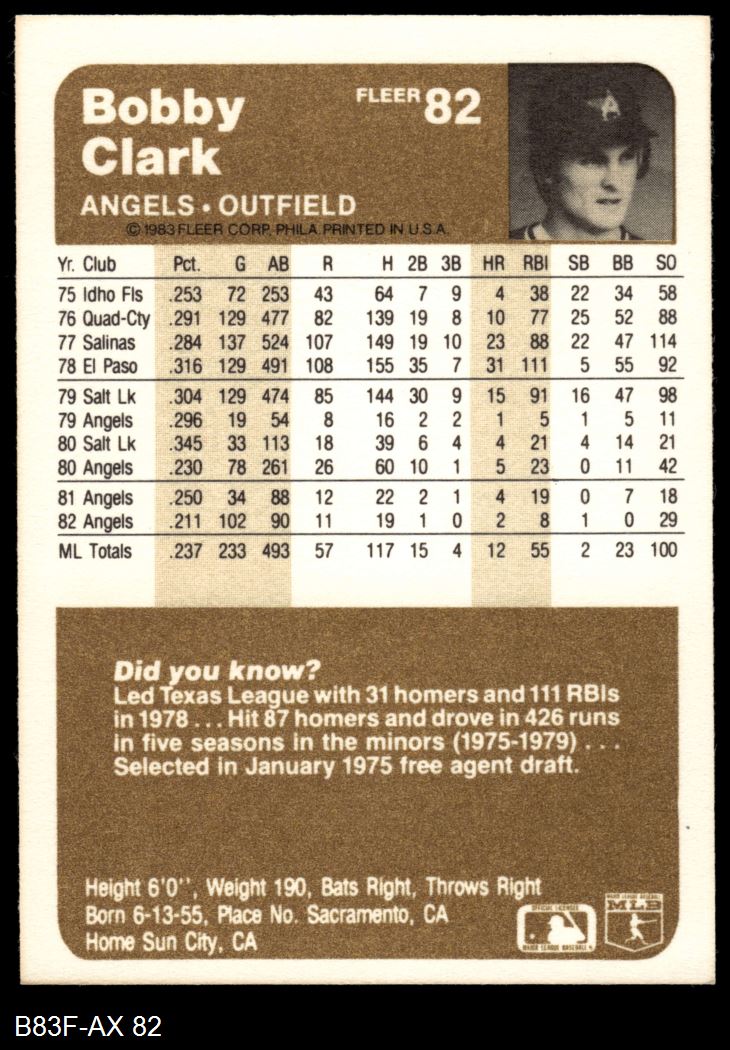 Bobby
Clark
FLEER 82
A
ANGELS • OUTFIELD
© 1983 FLEER CORP. PHILA. PRINTED IN U.S.A.
Yr. Club Pct. G AB R H 2B 3B HR RBI SB BB SO
75 Idho Fls .253 72 253 43 64 7 9 4 38 22 34 58
76 Quad-Cty .291 129 477 82 139 19 8 10 77 25 52 88
77 Salinas .284 137 524 107 149 19 10 23 88 22 47 114
78 El Paso .316 129 491 108 155 35 7 31 111 5 55 92
79 Salt Lk .304 129 474 85 144 30 9 15 91 16 47 98
79 Angels .296 19 54 8 16 2 2 1 5 1 5 11
80 Salt Lk .345 33 113 18 39 6 4 4 21 4 14 21
80 Angels .230 78 261 26 60 10 1 5 23 0 11 42
81 Angels .250 34 88 12 22 2 1 4 19 0 7 18
82 Angels .211 102 90 11 19 1 0 2 8 1 0 29
ML Totals .237 233 493 57 117 15 4 12 55 2 23 100
Did you know?
Led Texas League with 31 homers and 111 RBIs
in 1978 . . . Hit 87 homers and drove in 426 runs
in five seasons in the minors (1975-1979) . . .
Selected in January 1975 free agent draft.
Height 6'0'', Weight 190, Bats Right, Throws Right
Born 6-13-55, Place No. Sacramento, CA
Home Sun City, CA
OFFICIAL LICENSEE
MAJOR LEAGUE BASEBALL
MAJOR LEAGUE BASEBALL
MLB
B83F-AX 82